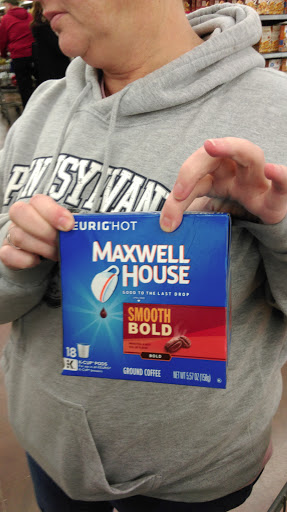 PENNSYLVANIA
EURIG HOT
MAXWELL
HOUSE
GOOD TO THE LAST DROP
SMOOTH
BOLD
BOLD
18
K-CUP PODS
K
GROUND COFFEE
NET WT 5.57 OZ (158g)